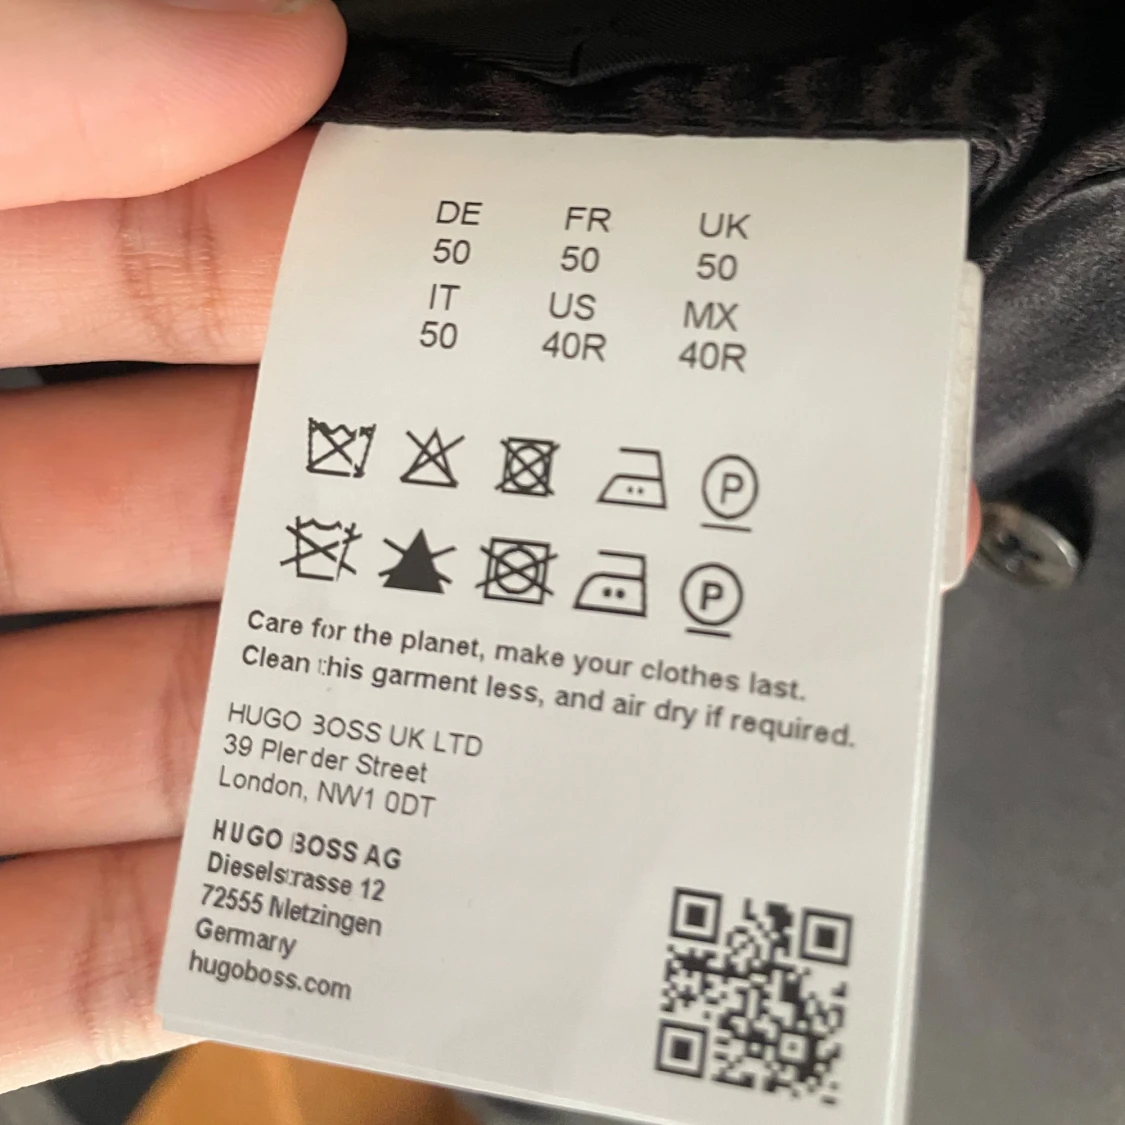 DE FR UK
50 50 50
IT US MX
50 40R 40R
P
P
Care for the planet, make your clothes last.
Clean this garment less, and air dry if required.
HUGO BOSS UK LTD
39 Plender Street
London, NW1 0DT
HUGO BOSS AG
Dieselstrasse 12
72555 Metzingen
Germany
hugoboss.com